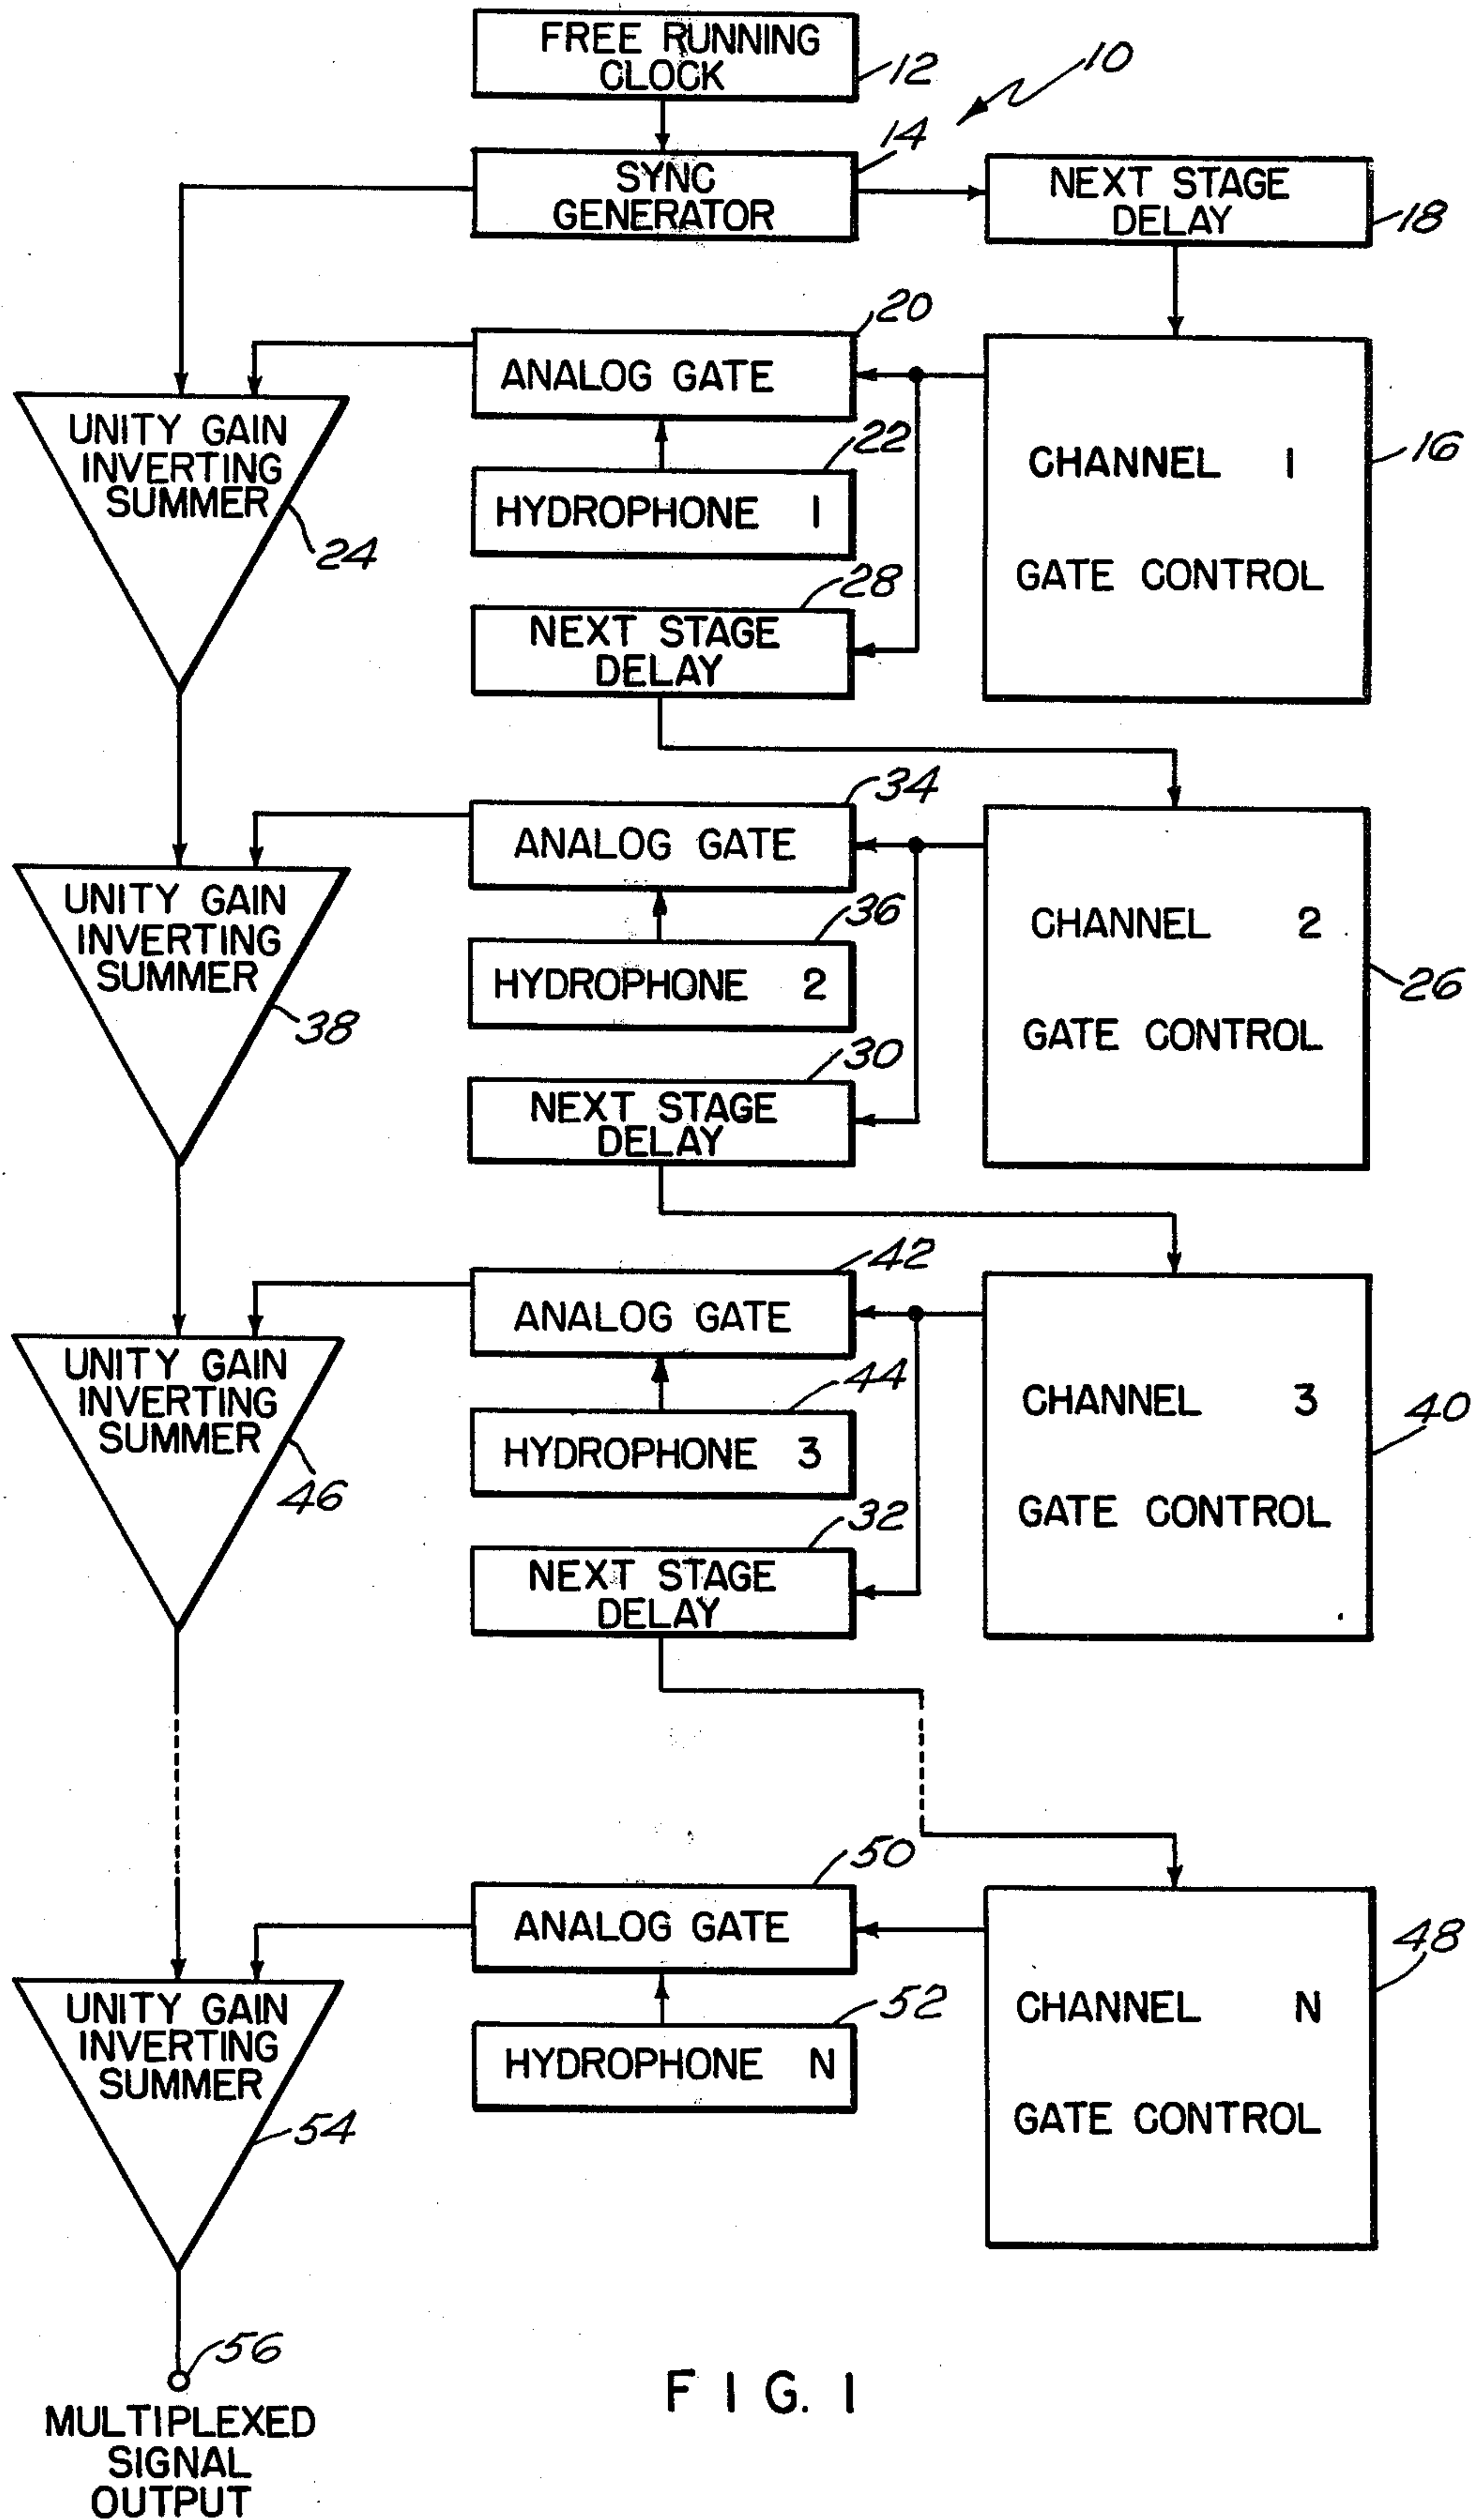 FREE RUNNING
CLOCK
12
10
14
SYNC
GENERATOR
NEXT STAGE
DELAY
18
20
ANALOG GATE
UNITY GAIN
INVERTING
SUMMER
24
22
HYDROPHONE 1
CHANNEL 1
GATE CONTROL
16
28
NEXT STAGE
DELAY
34
ANALOG GATE
UNITY GAIN
INVERTING
SUMMER
38
36
HYDROPHONE 2
CHANNEL 2
GATE CONTROL
26
30
NEXT STAGE
DELAY
42
ANALOG GATE
UNITY GAIN
INVERTING
SUMMER
46
44
HYDROPHONE 3
CHANNEL 3
GATE CONTROL
40
32
NEXT STAGE
DELAY
50
ANALOG GATE
UNITY GAIN
INVERTING
SUMMER
54
52
HYDROPHONE N
CHANNEL N
GATE CONTROL
48
56
MULTIPLEXED
SIGNAL
OUTPUT
FIG. 1